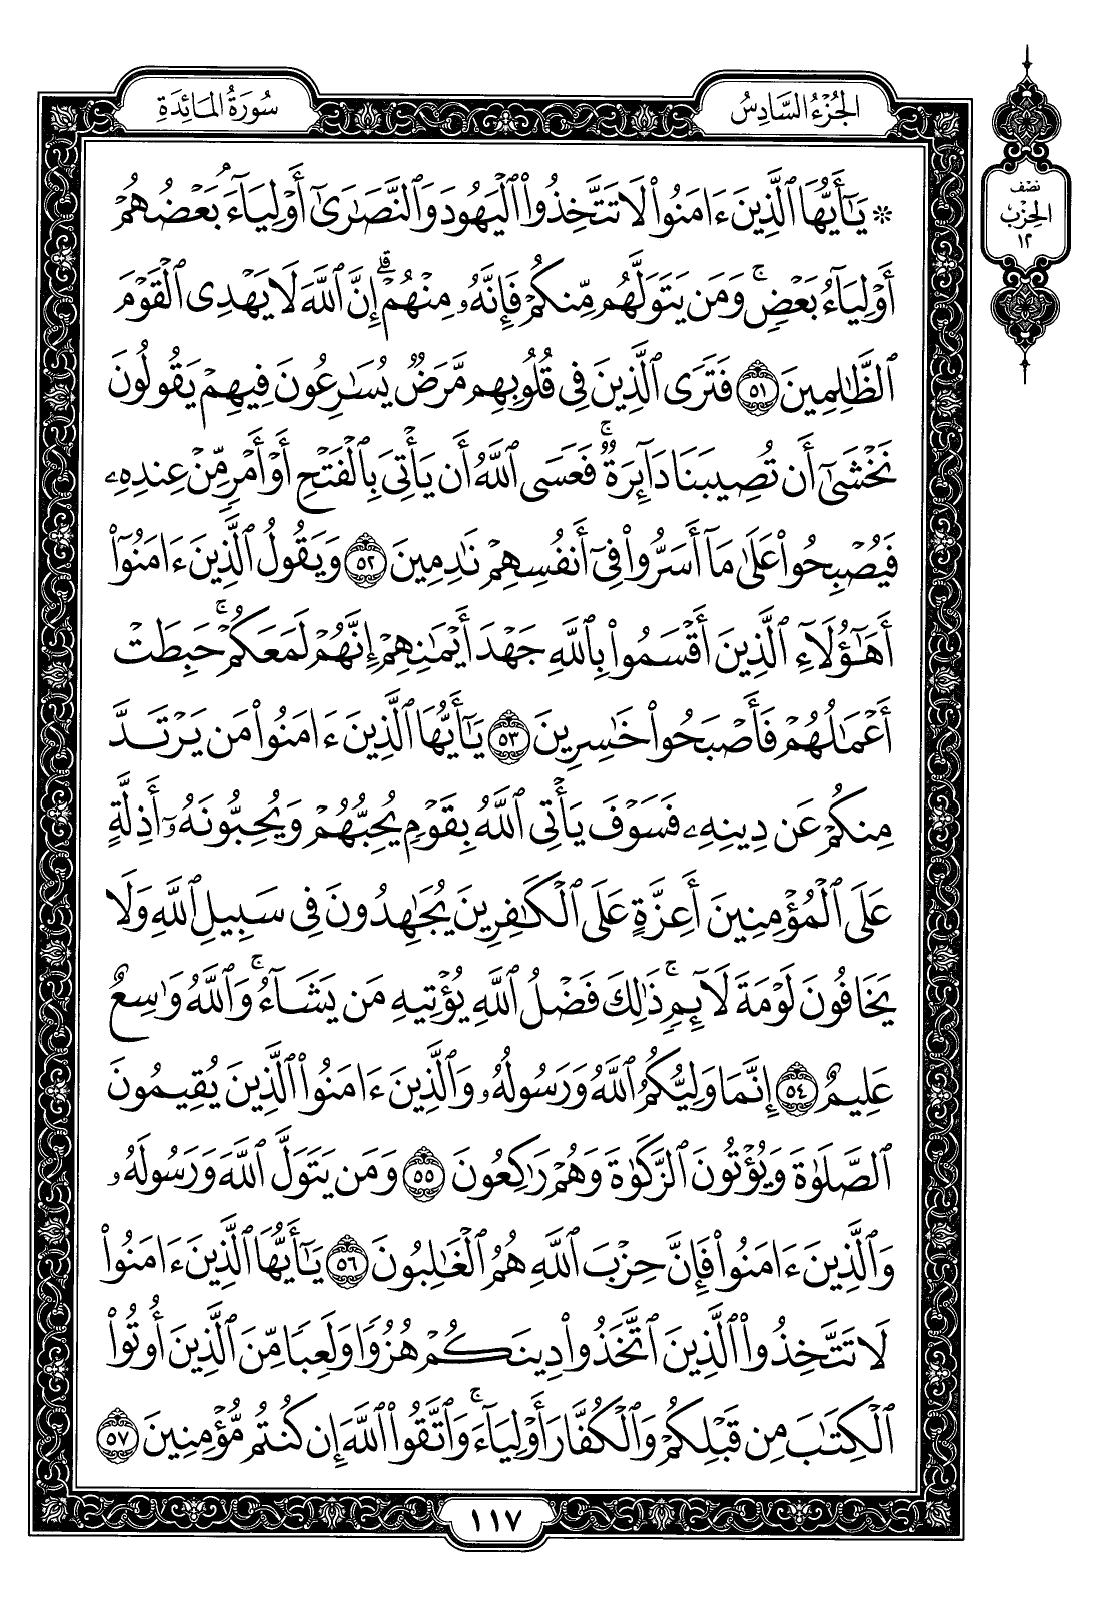 الجُزْءُ السَّادِسُ
سُورَةُ المَائِدَةِ
نصف
الحِزْب
١٢
* يَٰٓأَيُّهَا ٱلَّذِينَ ءَامَنُوا۟ لَا تَتَّخِذُوا۟ ٱلْيَهُودَ وَٱلنَّصَٰرَىٰٓ أَوْلِيَآءَ ۘ بَعْضُهُمْ
أَوْلِيَآءُ بَعْضٍۢ ۚ وَمَن يَتَوَلَّهُم مِّنكُمْ فَإِنَّهُۥ مِنْهُمْ ۗ إِنَّ ٱللَّهَ لَا يَهْدِى ٱلْقَوْمَ
ٱلظَّٰلِمِينَ ٥١ فَتَرَى ٱلَّذِينَ فِى قُلُوبِهِم مَّرَضٌۭ يُسَٰرِعُونَ فِيهِمْ يَقُولُونَ
نَخْشَىٰٓ أَن تُصِيبَنَا دَآئِرَةٌۭ ۚ فَعَسَى ٱللَّهُ أَن يَأْتِىَ بِٱلْفَتْحِ أَوْ أَمْرٍۢ مِّنْ عِندِهِۦ
فَيُصْبِحُوا۟ عَلَىٰ مَآ أَسَرُّوا۟ فِىٓ أَنفُسِهِمْ نَٰدِمِينَ ٥٢ وَيَقُولُ ٱلَّذِينَ ءَامَنُوٓا۟
أَهَٰٓؤُلَآءِ ٱلَّذِينَ أَقْسَمُوا۟ بِٱللَّهِ جَهْدَ أَيْمَٰنِهِمْ إِنَّهُمْ لَمَعَكُمْ ۚ حَبِطَتْ
أَعْمَٰلُهُمْ فَأَصْبَحُوا۟ خَٰسِرِينَ ٥٣ يَٰٓأَيُّهَا ٱلَّذِينَ ءَامَنُوا۟ مَن يَرْتَدَّ
مِنكُمْ عَن دِينِهِۦ فَسَوْفَ يَأْتِى ٱللَّهُ بِقَوْمٍۢ يُحِبُّهُمْ وَيُحِبُّونَهُۥٓ أَذِلَّةٍ
عَلَى ٱلْمُؤْمِنِينَ أَعِزَّةٍ عَلَى ٱلْكَٰفِرِينَ يُجَٰهِدُونَ فِى سَبِيلِ ٱللَّهِ وَلَا
يَخَافُونَ لَوْمَةَ لَآئِمٍۢ ۚ ذَٰلِكَ فَضْلُ ٱللَّهِ يُؤْتِيهِ مَن يَشَآءُ ۚ وَٱللَّهُ وَٰسِعٌ
عَلِيمٌ ٥٤ إِنَّمَا وَلِيُّكُمُ ٱللَّهُ وَرَسُولُهُۥ وَٱلَّذِينَ ءَامَنُوا۟ ٱلَّذِينَ يُقِيمُونَ
ٱلصَّلَوٰةَ وَيُؤْتُونَ ٱلزَّكَوٰةَ وَهُمْ رَٰكِعُونَ ٥٥ وَمَن يَتَوَلَّ ٱللَّهَ وَرَسُولَهُۥ
وَٱلَّذِينَ ءَامَنُوا۟ فَإِنَّ حِزْبَ ٱللَّهِ هُمُ ٱلْغَٰلِبُونَ ٥٦ يَٰٓأَيُّهَا ٱلَّذِينَ ءَامَنُوا۟
لَا تَتَّخِذُوا۟ ٱلَّذِينَ ٱتَّخَذُوا۟ دِينَكُمْ هُزُوًۭا وَلَعِبًۭا مِّنَ ٱلَّذِينَ أُوتُوا۟
ٱلْكِتَٰبَ مِن قَبْلِكُمْ وَٱلْكُفَّارَ أَوْلِيَآءَ ۚ وَٱتَّقُوا۟ ٱللَّهَ إِن كُنتُم مُّؤْمِنِينَ ٥٧
١١٧